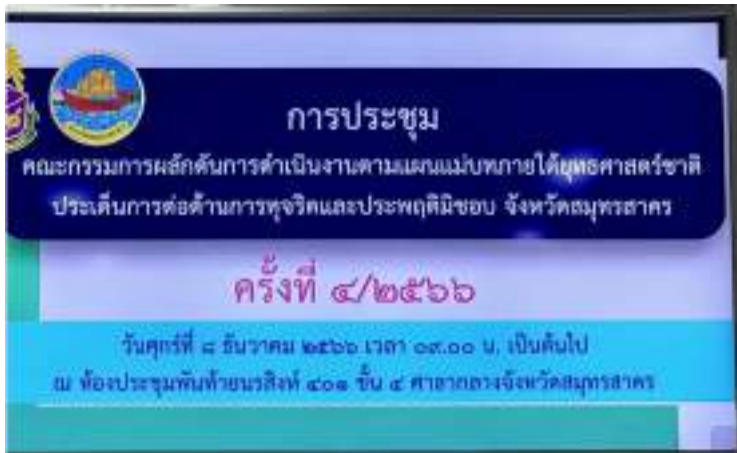 การประชุม
คณะกรรมการผลักดันการดำเนินงานตามแผนแม่บทภายใต้ยุทธศาสตร์ชาติ
ประเด็นการต่อต้านการทุจริตและประพฤติมิชอบ จังหวัดสมุทรสาคร
ครั้งที่ ๔/๒๕๖๖
วันศุกร์ที่ ๘ ธันวาคม ๒๕๖๖ เวลา ๐๙.๐๐ น. เป็นต้นไป
ณ ห้องประชุมพันท้ายนรสิงห์ ๔๐๑ ชั้น ๔ ศาลากลางจังหวัดสมุทรสาคร